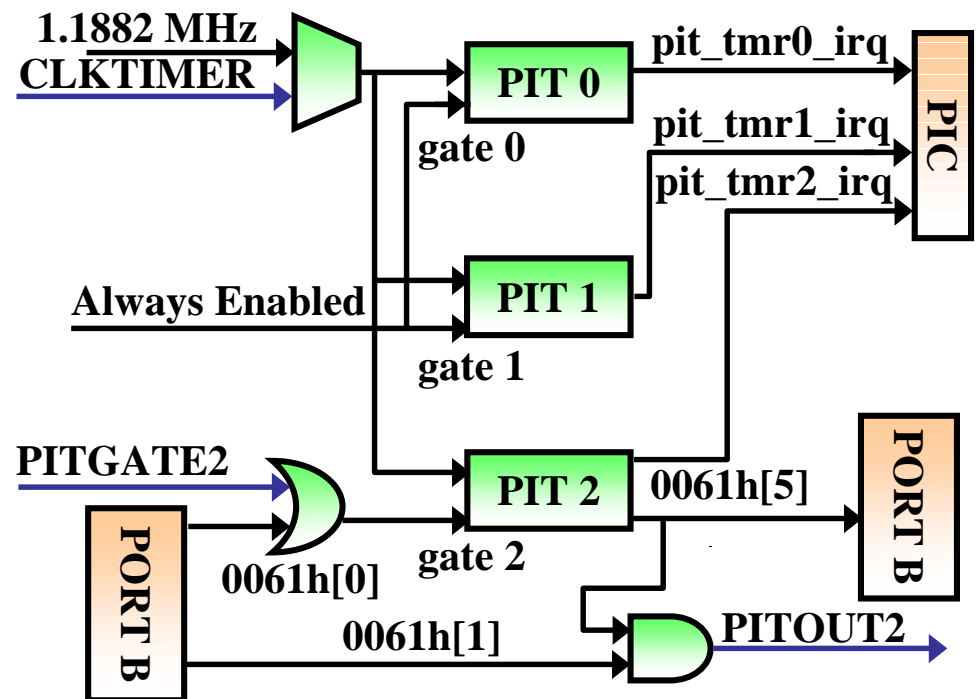 1.1882 MHz
CLKTIMER
PIT 0
gate 0
pit_tmr0_irq
pit_tmr1_irq
pit_tmr2_irq
PIC
Always Enabled
PIT 1
gate 1
PITGATE2
PIT 2
gate 2
0061h[5]
PORT B
PORT B
0061h[0]
0061h[1]
PITOUT2